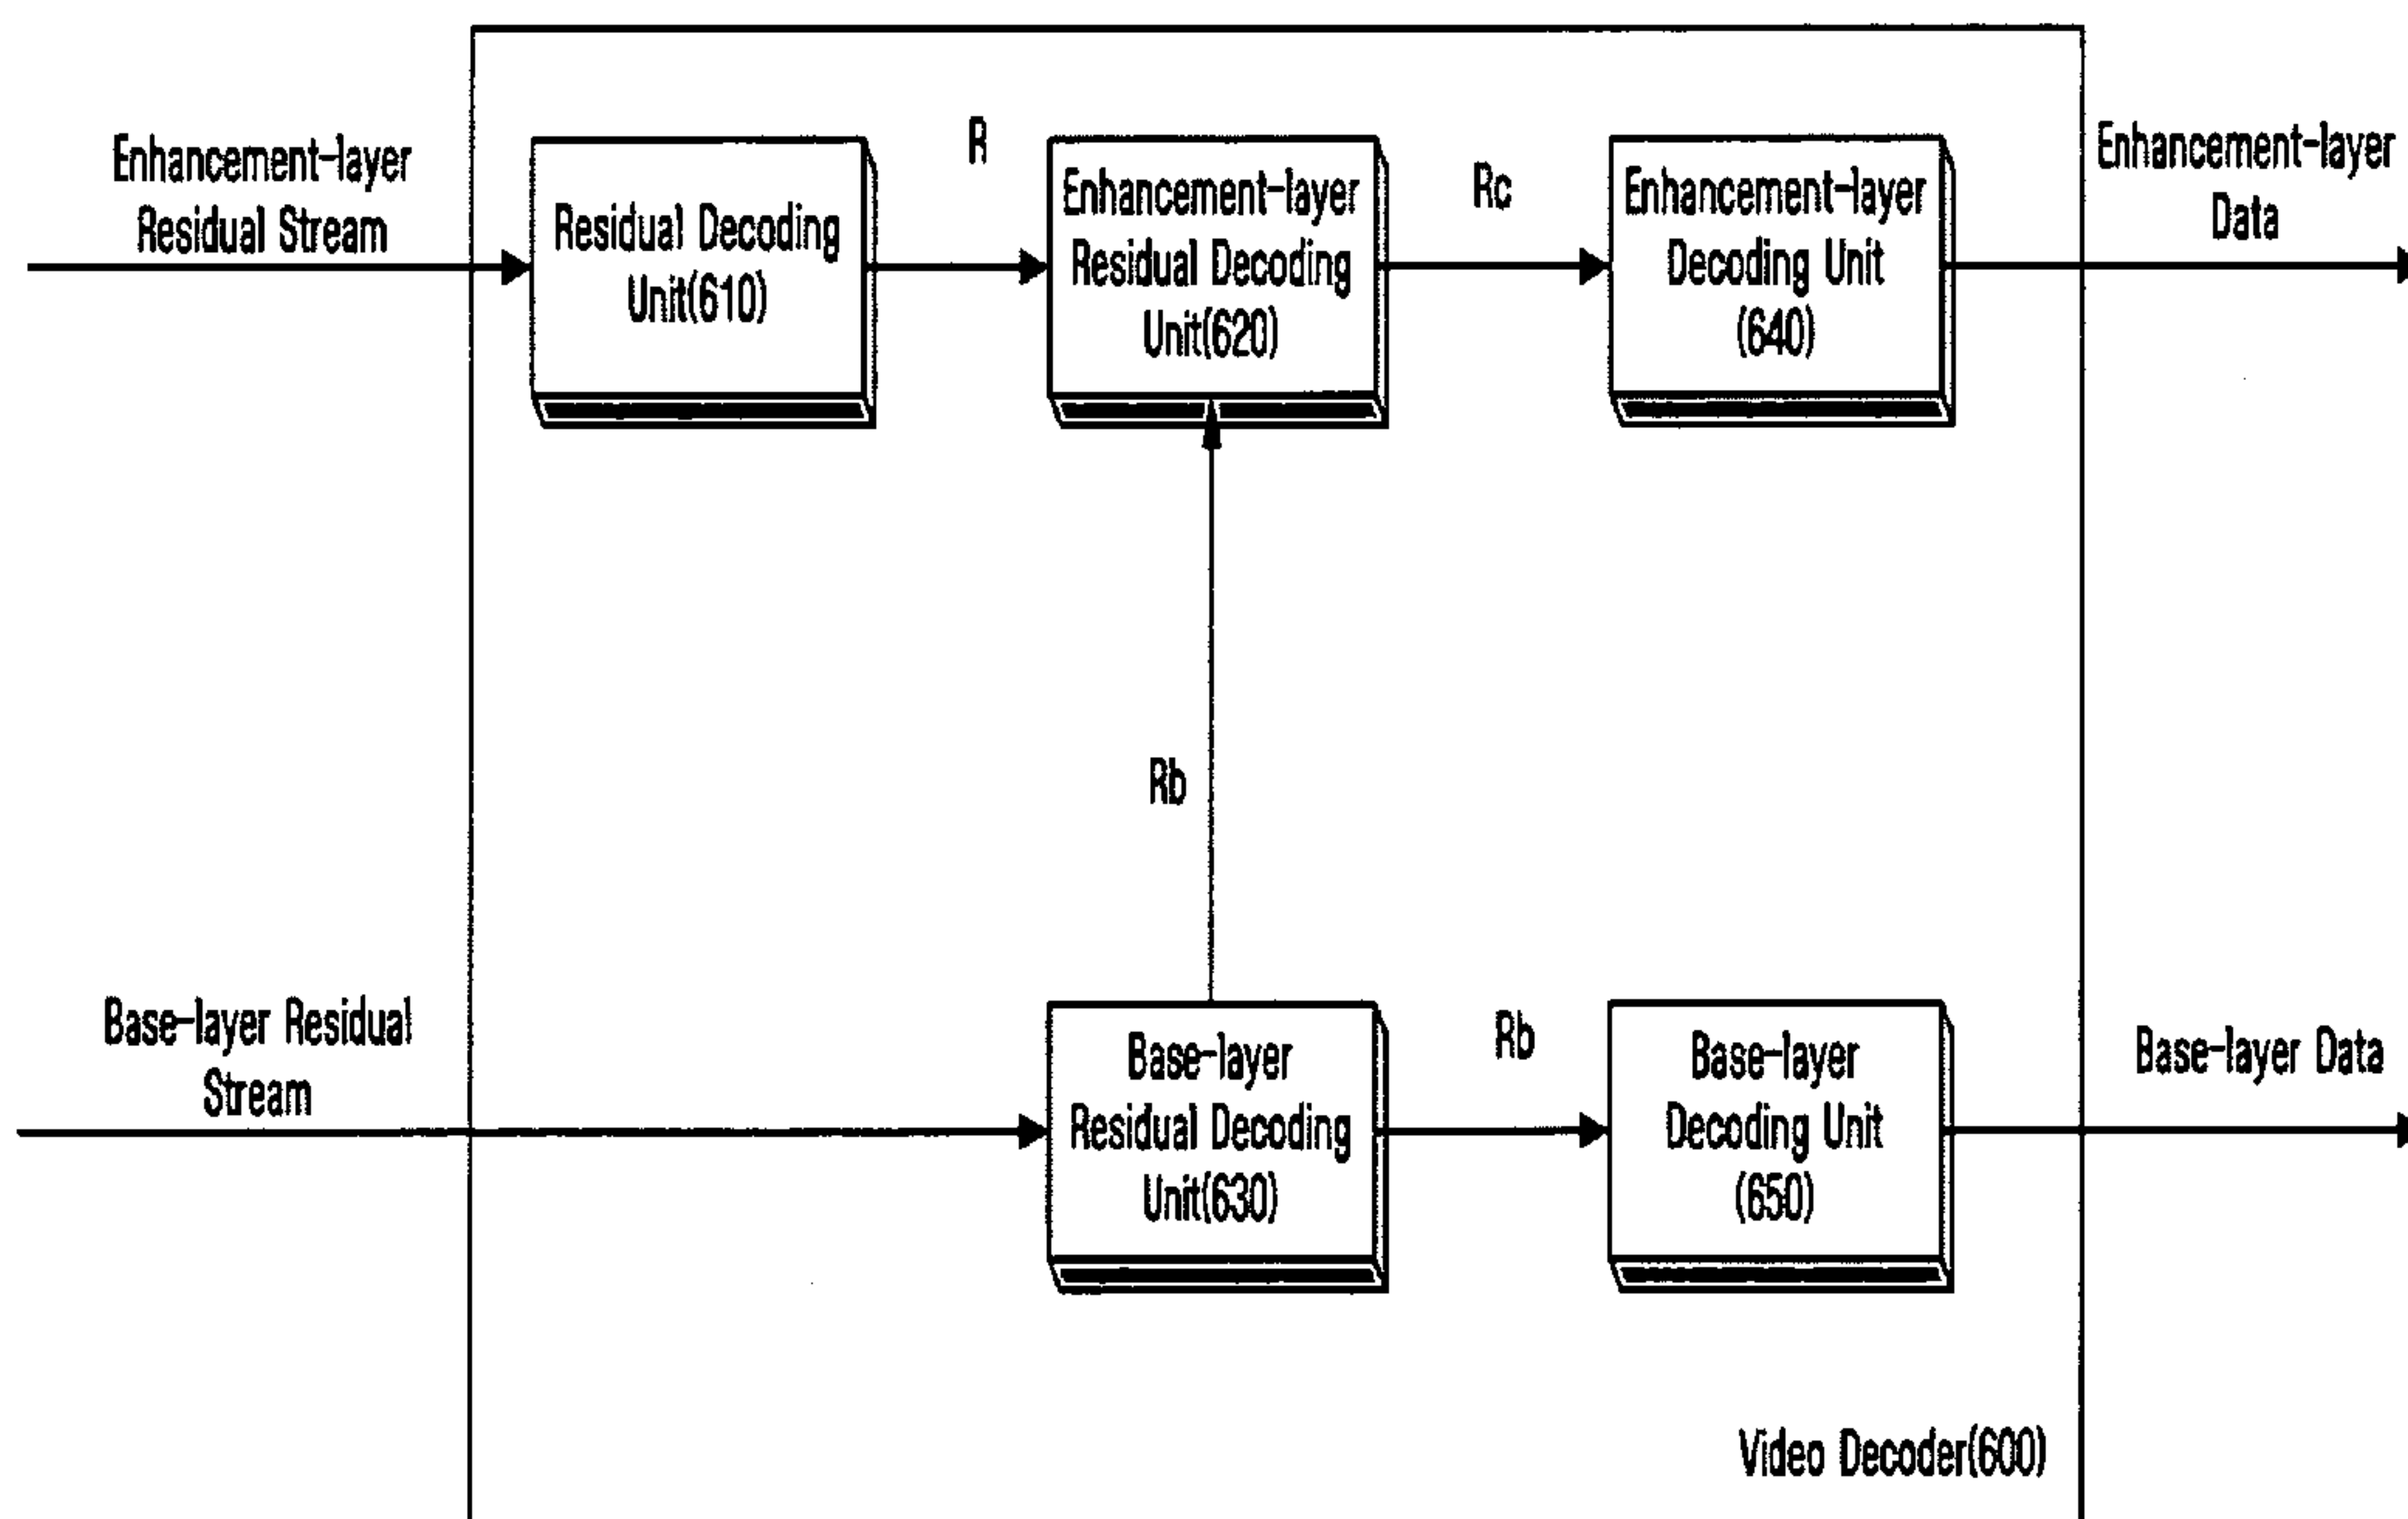 Enhancement-layer
Residual Stream
Residual Decoding
Unit(610)
R
Enhancement-layer
Residual Decoding
Unit(620)
Rc
Enhancement-layer
Decoding Unit
(640)
Enhancement-layer
Data
Rb
Base-layer Residual
Stream
Base-layer
Residual Decoding
Unit(630)
Rb
Base-layer
Decoding Unit
(650)
Base-layer Data
Video Decoder(600)